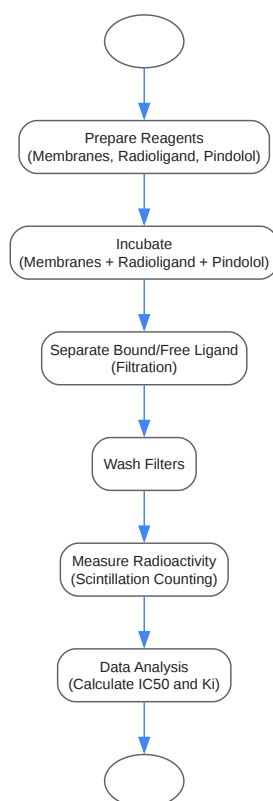 Prepare Reagents
(Membranes, Radioligand, Pindolol)
Incubate
(Membranes + Radioligand + Pindolol)
Separate Bound/Free Ligand
(Filtration)
Wash Filters
Measure Radioactivity
(Scintillation Counting)
Data Analysis
(Calculate IC50 and Ki)